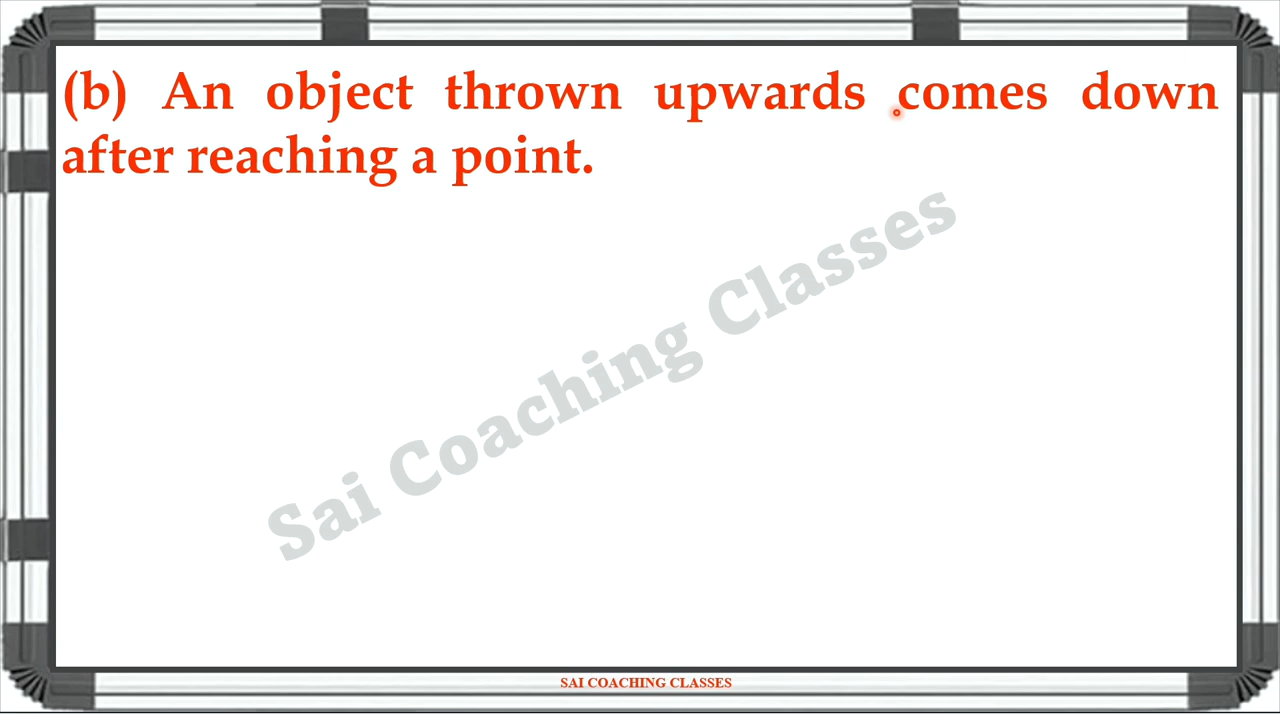 (b) An object thrown upwards comes down
after reaching a point.
Sai Coaching Classes
SAI COACHING CLASSES